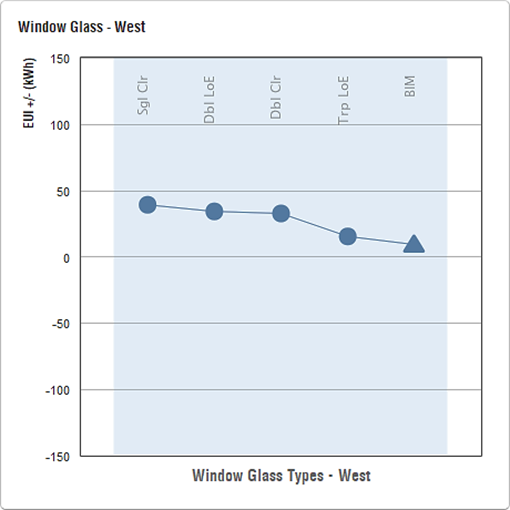 Window Glass - West
EUI +/- (kWh)
150
100
50
0
-50
-100
-150
Sgl Clr
Dbl LoE
Dbl Clr
Trp LoE
BIM
Window Glass Types - West